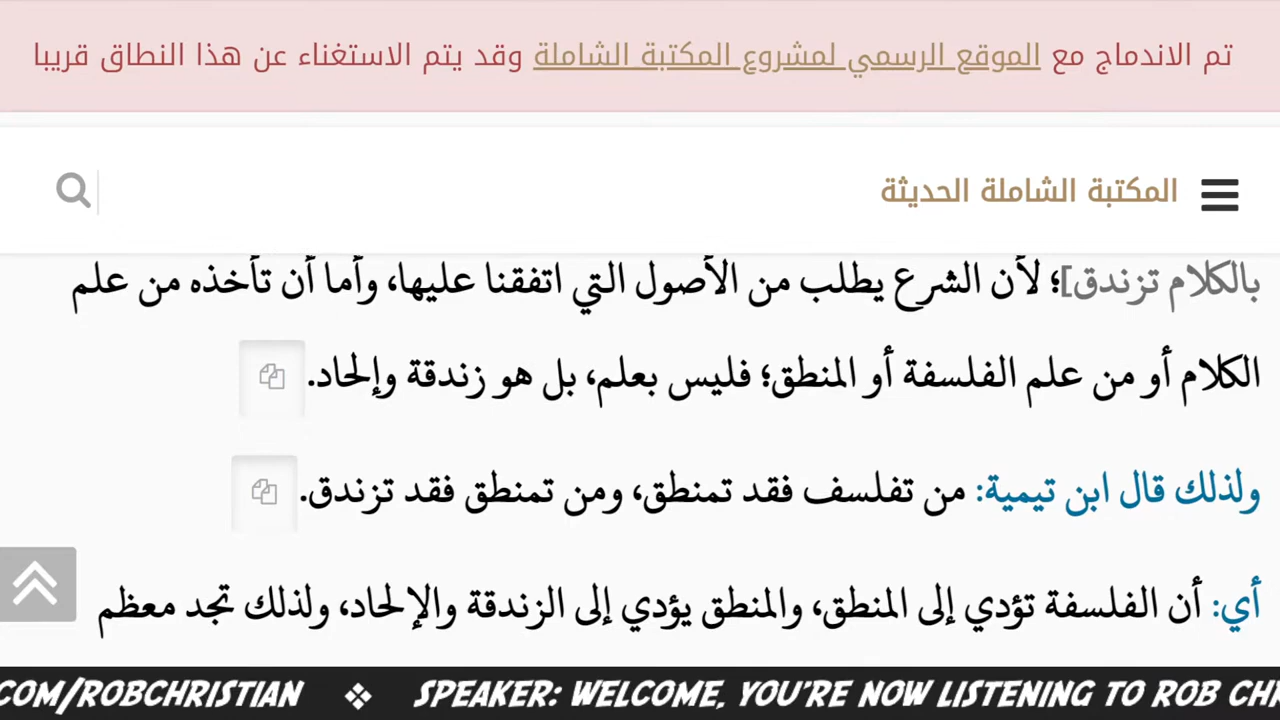 تم الاندماج مع الموقع الرسمي لمشروع المكتبة الشاملة وقد يتم الاستغناء عن هذا النطاق قريبا
المكتبة الشاملة الحديثة
بالكلام تزندق]؛ لأن الشرع يطلب من الأصول التي اتفقنا عليها، وأما أن تأخذه من علم
الكلام أو من علم الفلسفة أو المنطق؛ فليس بعلم، بل هو زندقة وإلحاد.
ولذلك قال ابن تيمية: من تفلسف فقد تمنطق، ومن تمنطق فقد تزندق.
أي: أن الفلسفة تؤدي إلى المنطق، والمنطق يؤدي إلى الزندقة والإلحاد، ولذلك تجد معظم
COM/ROBCHRISTIAN ❖ SPEAKER: WELCOME, YOU'RE NOW LISTENING TO ROB CHR